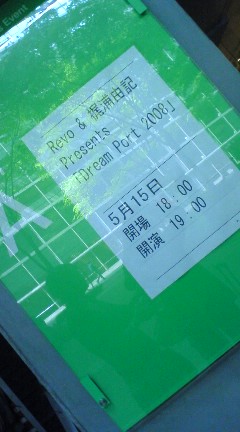 Event
Revo & 梶浦由記
Presents
「Dream Port 2008」
5月15日
開場 18：00
開演 19：00